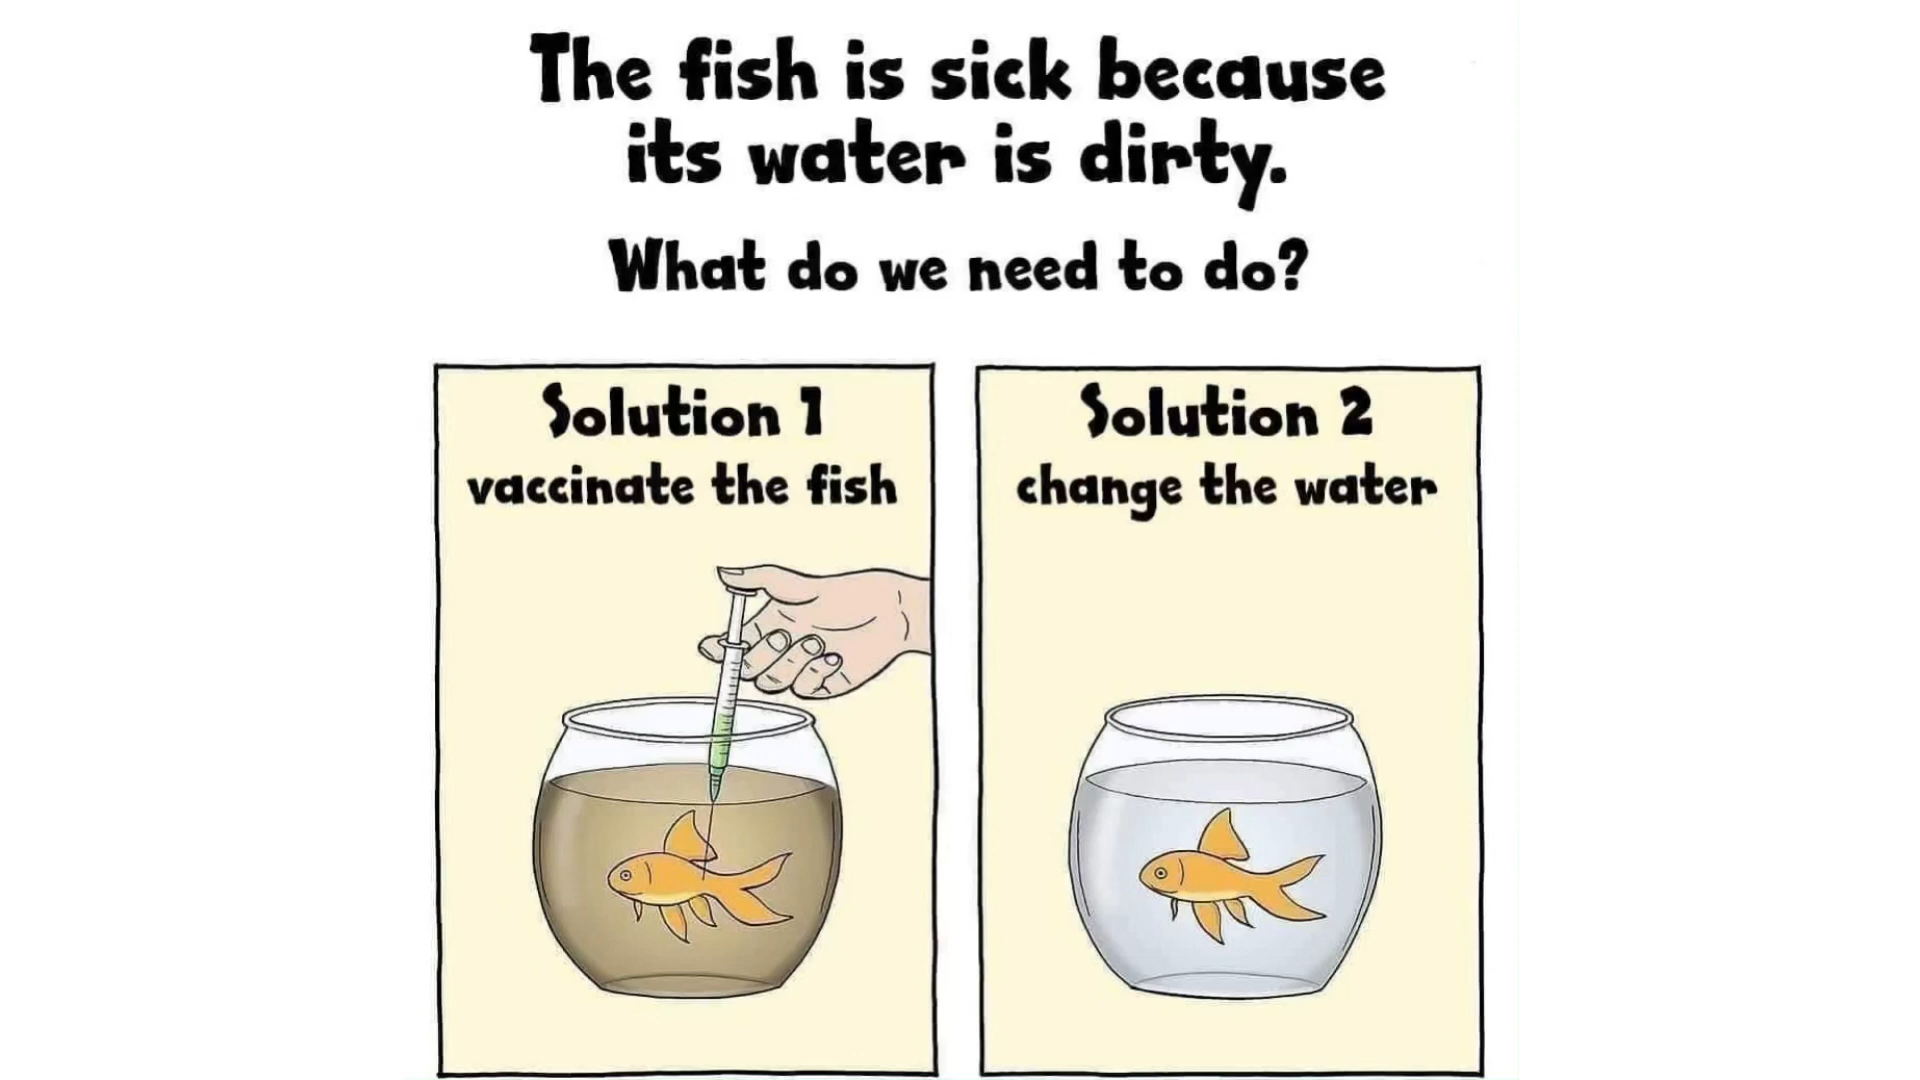 The fish is sick because
its water is dirty.
What do we need to do?
Solution 1
vaccinate the fish
Solution 2
change the water